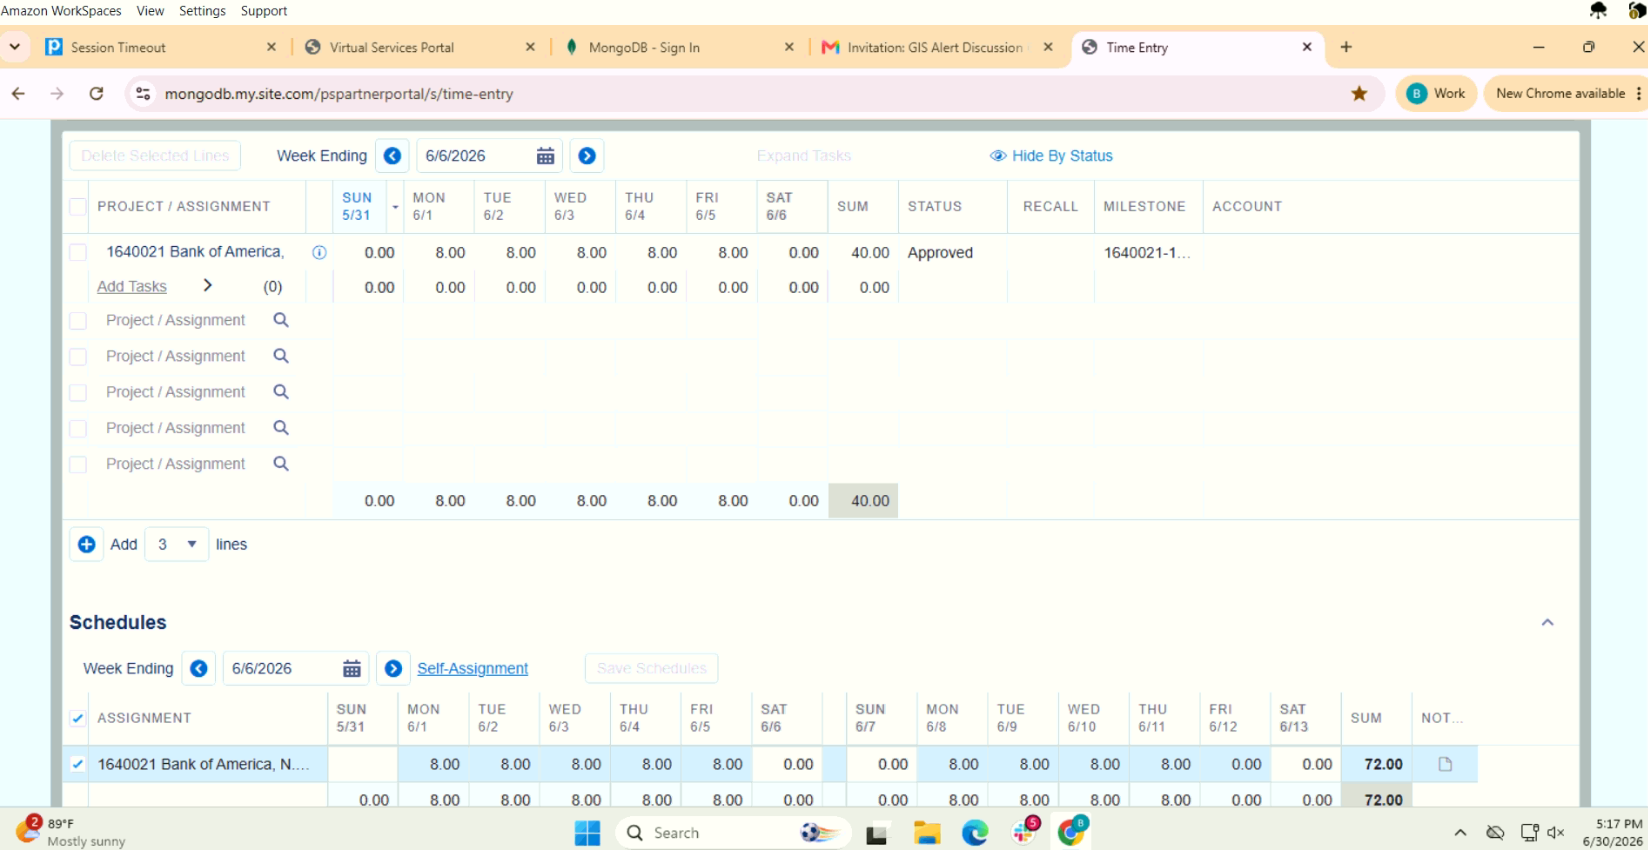 Amazon WorkSpaces View Settings Support
Session Timeout Virtual Services Portal MongoDB - Sign In Invitation: GIS Alert Discussion Time Entry
mongodb.my.site.com/pspartnerportal/s/time-entry B Work New Chrome available
Delete Selected Lines Week Ending 6/6/2026 Expand Tasks Hide By Status
PROJECT / ASSIGNMENT SUN 5/31 MON 6/1 TUE 6/2 WED 6/3 THU 6/4 FRI 6/5 SAT 6/6 SUM STATUS RECALL MILESTONE ACCOUNT
1640021 Bank of America, 0.00 8.00 8.00 8.00 8.00 8.00 0.00 40.00 Approved 1640021-1...
Add Tasks (0) 0.00 0.00 0.00 0.00 0.00 0.00 0.00 0.00
Project / Assignment
Project / Assignment
Project / Assignment
Project / Assignment
Project / Assignment
0.00 8.00 8.00 8.00 8.00 8.00 0.00 40.00
Add 3 lines
Schedules
Week Ending 6/6/2026 Self-Assignment Save Schedules
ASSIGNMENT SUN 5/31 MON 6/1 TUE 6/2 WED 6/3 THU 6/4 FRI 6/5 SAT 6/6 SUN 6/7 MON 6/8 TUE 6/9 WED 6/10 THU 6/11 FRI 6/12 SAT 6/13 SUM NOT...
1640021 Bank of America, N.... 8.00 8.00 8.00 8.00 8.00 0.00 0.00 8.00 8.00 8.00 8.00 0.00 0.00 72.00
0.00 8.00 8.00 8.00 8.00 8.00 0.00 0.00 8.00 8.00 8.00 8.00 0.00 0.00 72.00
2 89°F
Mostly sunny
Search
5
B
5:17 PM
6/30/2026